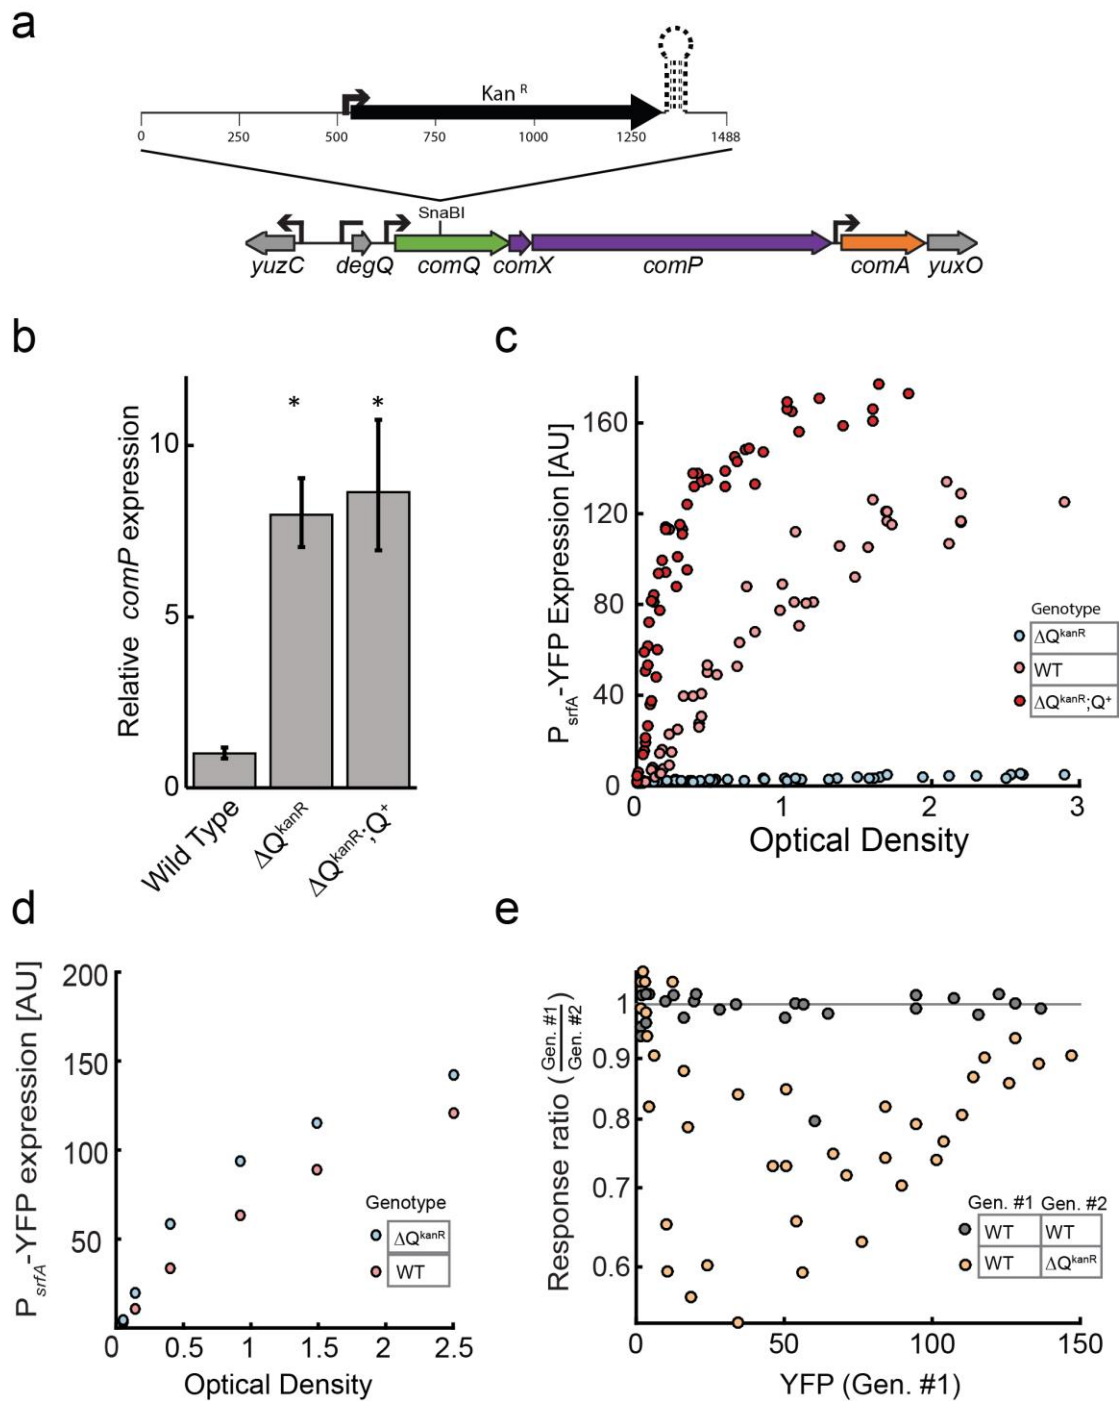 a
Kan R
0 250 500 750 1000 1250 1488
SnaBI
yuzC degQ comQ comX comP comA yuxO
b
Relative comP expression
10
5
0
* *
Wild Type
ΔQkanR
ΔQkanR;Q+
c
PsrfA-YFP Expression [AU]
160
120
80
40
0
0 1 2 3
Optical Density
Genotype
ΔQkanR
WT
ΔQkanR;Q+
d
PsrfA-YFP expression [AU]
200
150
100
50
0 0.5 1 1.5 2 2.5
Optical Density
Genotype
ΔQkanR
WT
e
Response ratio (Gen. #1/Gen. #2)
1
0.9
0.8
0.7
0.6
0 50 100 150
YFP (Gen. #1)
Gen. #1 Gen. #2
WT WT
WT ΔQkanR